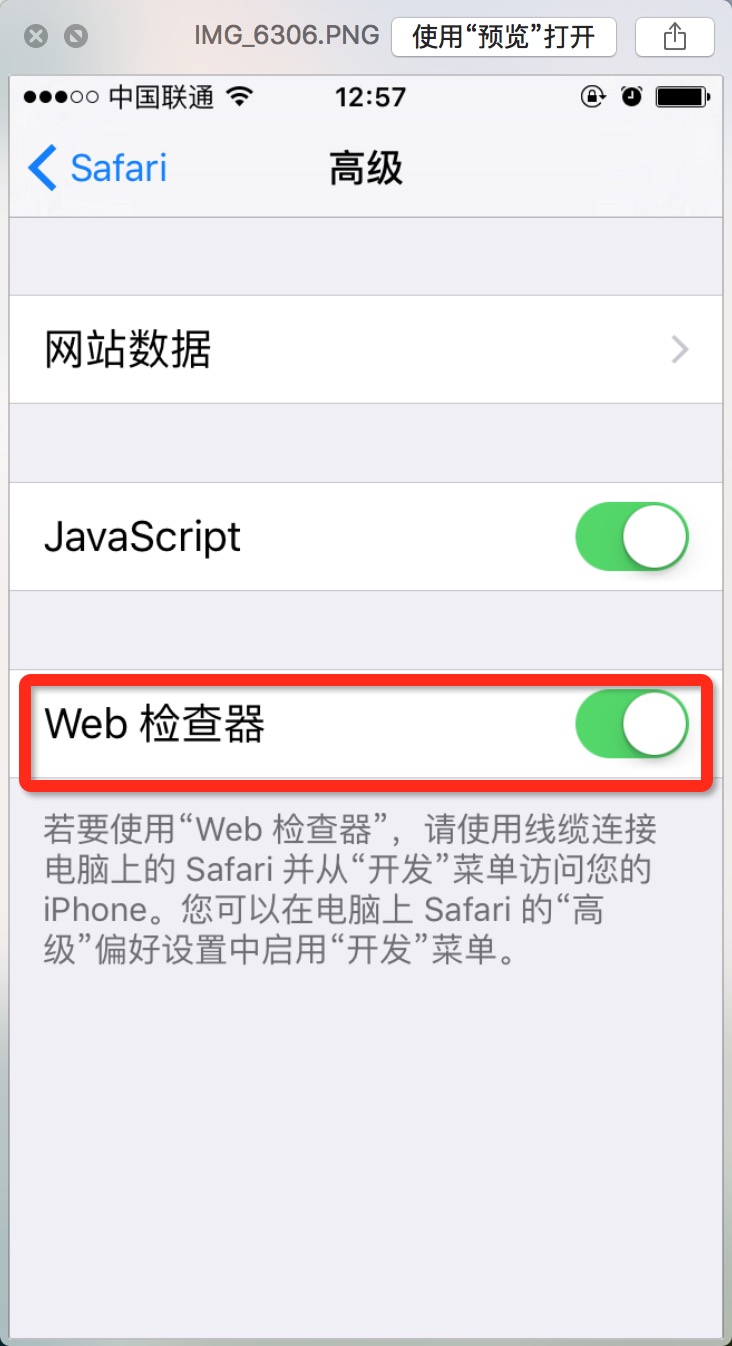 IMG_6306.PNG 使用“预览”打开
中国联通 12:57
Safari 高级
网站数据
JavaScript
Web 检查器
若要使用“Web 检查器”，请使用线缆连接
电脑上的 Safari 并从“开发”菜单访问您的
iPhone。您可以在电脑上 Safari 的“高
级”偏好设置中启用“开发”菜单。